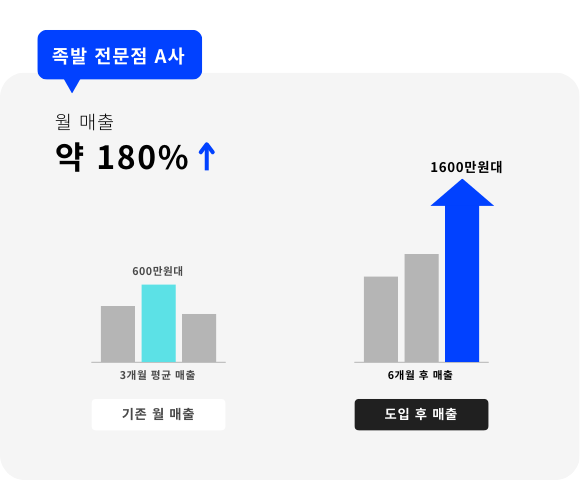 족발 전문점 A사
월 매출
약 180% ↑
1600만원대
600만원대
3개월 평균 매출
6개월 후 매출
기존 월 매출
도입 후 매출